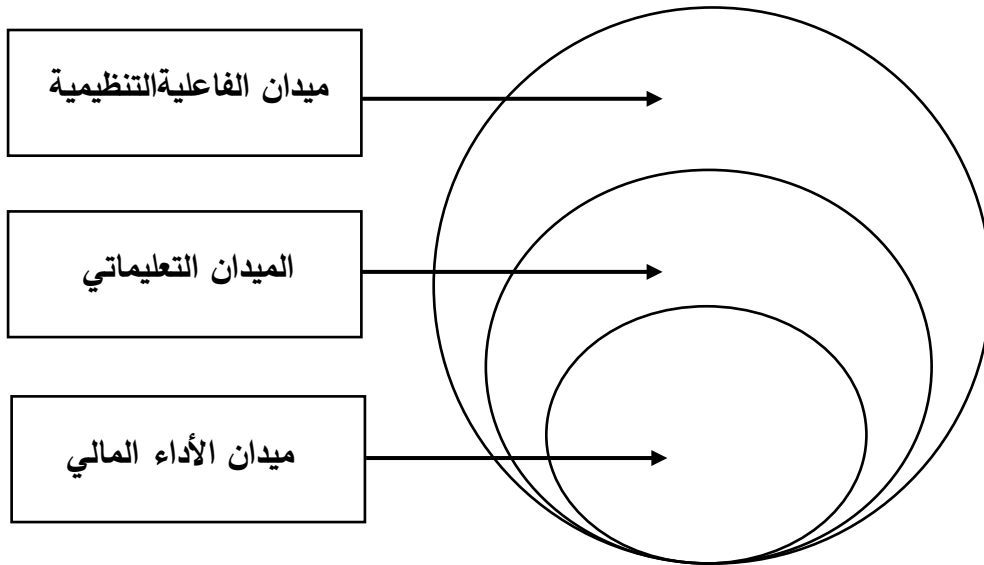 ميدان الفاعليةالتنظيمية
الميدان التعليماتي
ميدان الأداء المالي